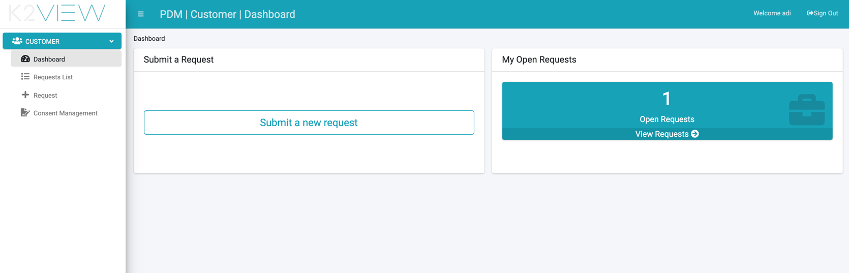 K2VIEW
PDM | Customer | Dashboard
Welcome adi
Sign Out
CUSTOMER
Dashboard
Requests List
Request
Consent Management
Dashboard
Submit a Request
Submit a new request
My Open Requests
1
Open Requests
View Requests